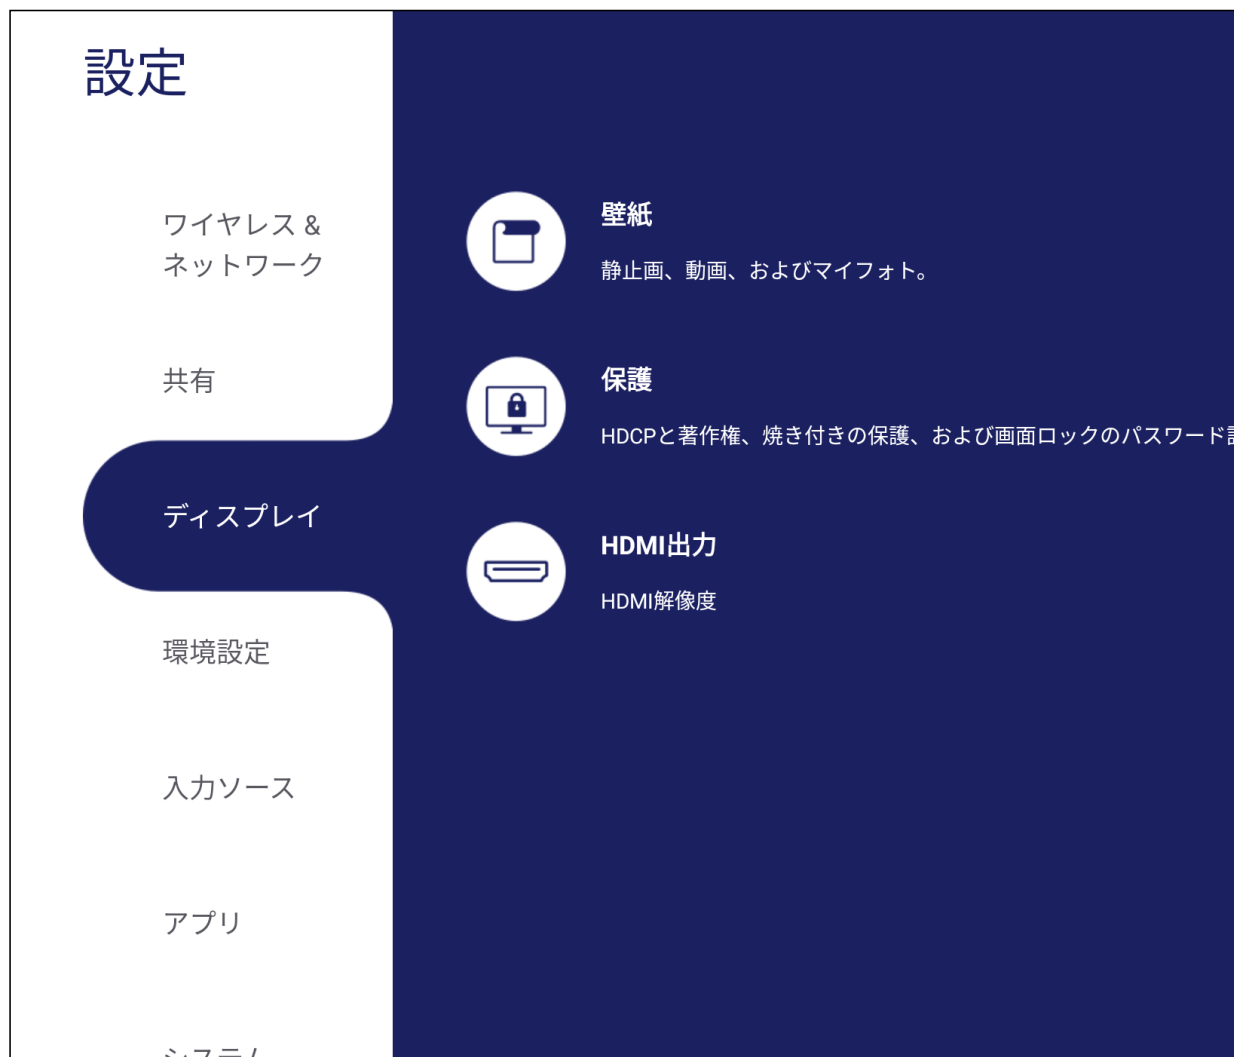 設定
ワイヤレス &
ネットワーク
共有
ディスプレイ
環境設定
入力ソース
アプリ
システム
壁紙
静止画、動画、およびマイフォト。
保護
HDCPと著作権、焼き付きの保護、および画面ロックのパスワード
HDMI出力
HDMI解像度